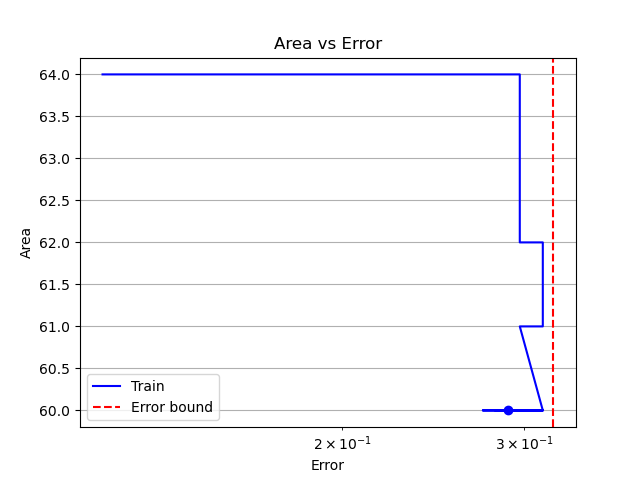 Area vs Error
64.0
63.5
63.0
62.5
62.0
61.5
61.0
60.5
60.0
Area
Train
Error bound
2 × 10⁻¹
3 × 10⁻¹
Error